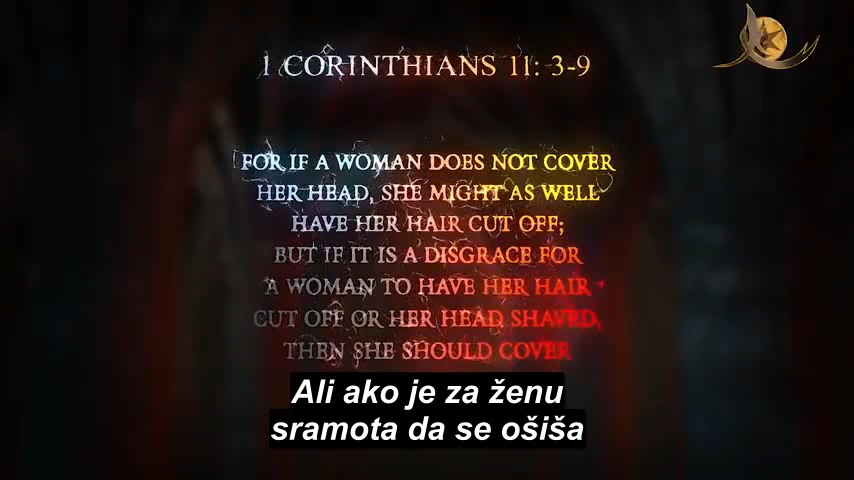 1 CORINTHIANS 11: 3-9
FOR IF A WOMAN DOES NOT COVER
HER HEAD, SHE MIGHT AS WELL
HAVE HER HAIR CUT OFF;
BUT IF IT IS A DISGRACE FOR
A WOMAN TO HAVE HER HAIR
CUT OFF OR HER HEAD SHAVED,
THEN SHE SHOULD COVER
Ali ako je za ženu
sramota da se ošiša